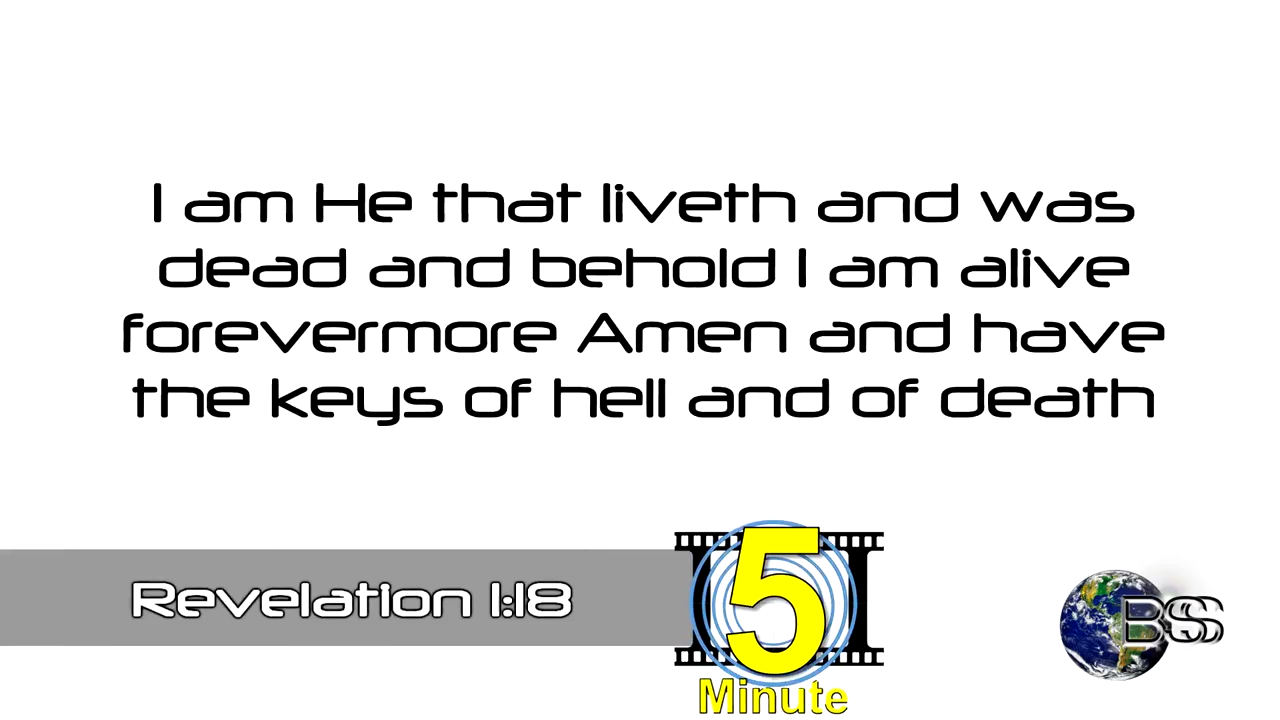 I am He that liveth and was
dead and behold I am alive
forevermore Amen and have
the keys of hell and of death
Revelation 1:18
5
Minute
BSS